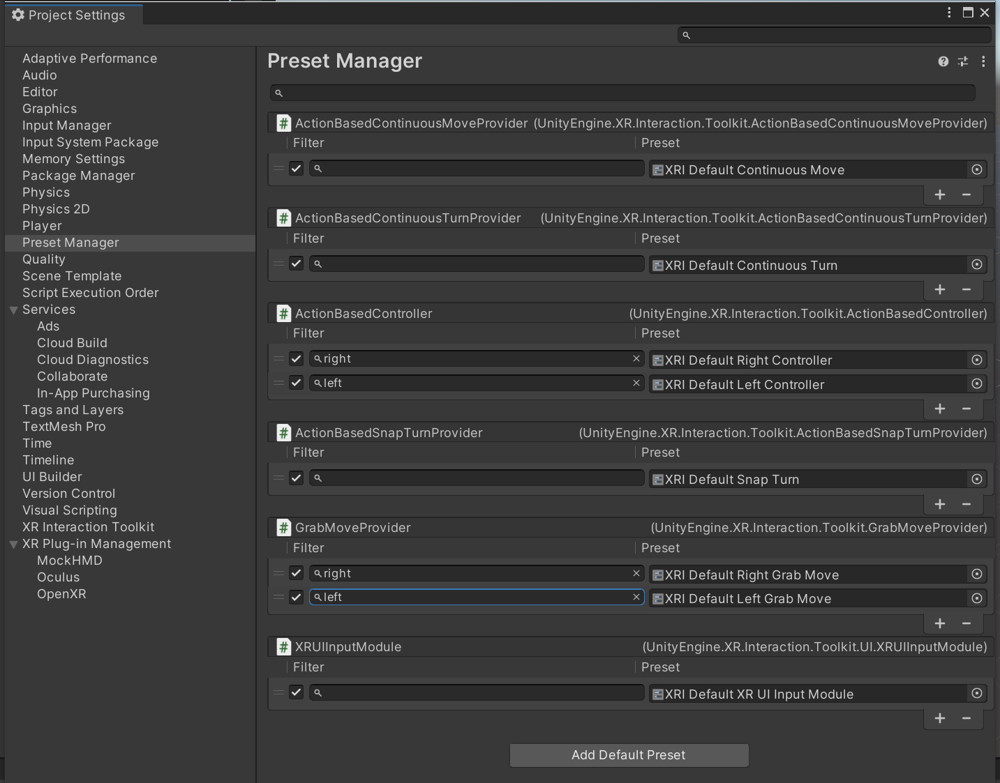 Project Settings
Adaptive Performance
Audio
Editor
Graphics
Input Manager
Input System Package
Memory Settings
Package Manager
Physics
Physics 2D
Player
Preset Manager
Quality
Scene Template
Script Execution Order
Services
Ads
Cloud Build
Cloud Diagnostics
Collaborate
In-App Purchasing
Tags and Layers
TextMesh Pro
Time
Timeline
UI Builder
Version Control
Visual Scripting
XR Interaction Toolkit
XR Plug-in Management
MockHMD
Oculus
OpenXR
Preset Manager
# ActionBasedContinuousMoveProvider (UnityEngine.XR.Interaction.Toolkit.ActionBasedContinuousMoveProvider)
Filter Preset
XRI Default Continuous Move
+ −
# ActionBasedContinuousTurnProvider (UnityEngine.XR.Interaction.Toolkit.ActionBasedContinuousTurnProvider)
Filter Preset
XRI Default Continuous Turn
+ −
# ActionBasedController (UnityEngine.XR.Interaction.Toolkit.ActionBasedController)
Filter Preset
right XRI Default Right Controller
left XRI Default Left Controller
+ −
# ActionBasedSnapTurnProvider (UnityEngine.XR.Interaction.Toolkit.ActionBasedSnapTurnProvider)
Filter Preset
XRI Default Snap Turn
+ −
# GrabMoveProvider (UnityEngine.XR.Interaction.Toolkit.GrabMoveProvider)
Filter Preset
right XRI Default Right Grab Move
left XRI Default Left Grab Move
+ −
# XRUIInputModule (UnityEngine.XR.Interaction.Toolkit.UI.XRUIInputModule)
Filter Preset
XRI Default XR UI Input Module
+ −
Add Default Preset